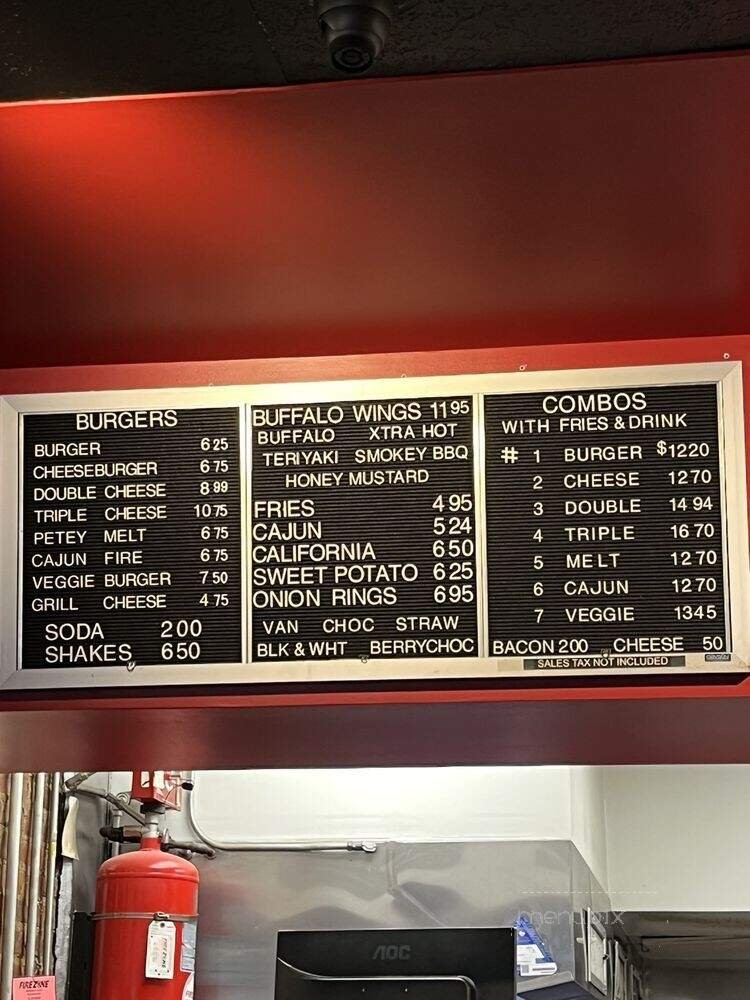 BURGERS
BURGER 6 25
CHEESEBURGER 6 75
DOUBLE CHEESE 8 99
TRIPLE CHEESE 10 75
PETEY MELT 6 75
CAJUN FIRE 6 75
VEGGIE BURGER 7 50
GRILL CHEESE 4 75
SODA 2 00
SHAKES 6 50
BUFFALO WINGS 11 95
BUFFALO XTRA HOT
TERIYAKI SMOKEY BBQ
HONEY MUSTARD
FRIES 4 95
CAJUN 5 24
CALIFORNIA 6 50
SWEET POTATO 6 25
ONION RINGS 6 95
VAN CHOC STRAW
BLK & WHT BERRYCHOC
COMBOS
WITH FRIES & DRINK
# 1 BURGER $12 20
2 CHEESE 12 70
3 DOUBLE 14 94
4 TRIPLE 16 70
5 MELT 12 70
6 CAJUN 12 70
7 VEGGIE 13 45
BACON 2 00 CHEESE 50
SALES TAX NOT INCLUDED
AOC
menupix
FIREZONE